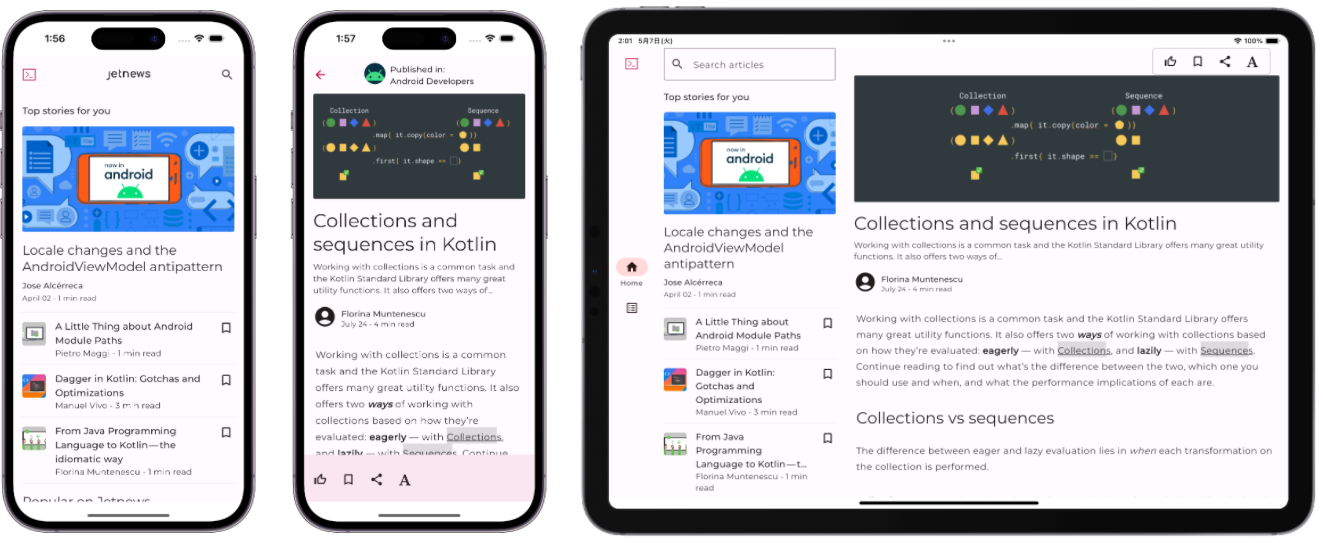 1:56
Jetnews
Top stories for you
now in
android
Locale changes and the
AndroidViewModel antipattern
Jose Alcérreca
April 02 - 1 min read
A Little Thing about Android
Module Paths
Pietro Maggi - 1 min read
Dagger in Kotlin: Gotchas and
Optimizations
Manuel Vivo - 3 min read
From Java Programming
Language to Kotlin—the
idiomatic way
Florina Muntenescu - 1 min read
Popular on Jetnews
1:57
Published in:
Android Developers
Collection Sequence
.map( it.copy(color = ))
.first{ it.shape == }
Collections and
sequences in Kotlin
Working with collections is a common task and
the Kotlin Standard Library offers many great
utility functions. It also offers two ways of…
Florina Muntenescu
July 24 - 4 min read
Working with collections is a common
task and the Kotlin Standard Library
offers many great utility functions. It also
offers two ways of working with
collections based on how they're
evaluated: eagerly — with Collections,
and lazily — with Sequences. Continue
A
2:01 5月7日(火)
100%
Search articles
Top stories for you
now in
android
Locale changes and the
AndroidViewModel
antipattern
Jose Alcérreca
April 02 - 1 min read
A Little Thing about
Android Module Paths
Pietro Maggi - 1 min read
Dagger in Kotlin:
Gotchas and
Optimizations
Manuel Vivo - 3 min read
From Java
Programming
Language to Kotlin—t…
Florina Muntenescu - 1 min
read
Home
A
Collection Sequence
.map{ it.copy(color = ))
.first{ it.shape == }
Collections and sequences in Kotlin
Working with collections is a common task and the Kotlin Standard Library offers many great utility
functions. It also offers two ways of…
Florina Muntenescu
July 24 - 4 min read
Working with collections is a common task and the Kotlin Standard Library offers
many great utility functions. It also offers two ways of working with collections based
on how they're evaluated: eagerly — with Collections, and lazily — with Sequences.
Continue reading to find out what's the difference between the two, which one you
should use and when, and what the performance implications of each are.
Collections vs sequences
The difference between eager and lazy evaluation lies in when each transformation on
the collection is performed.